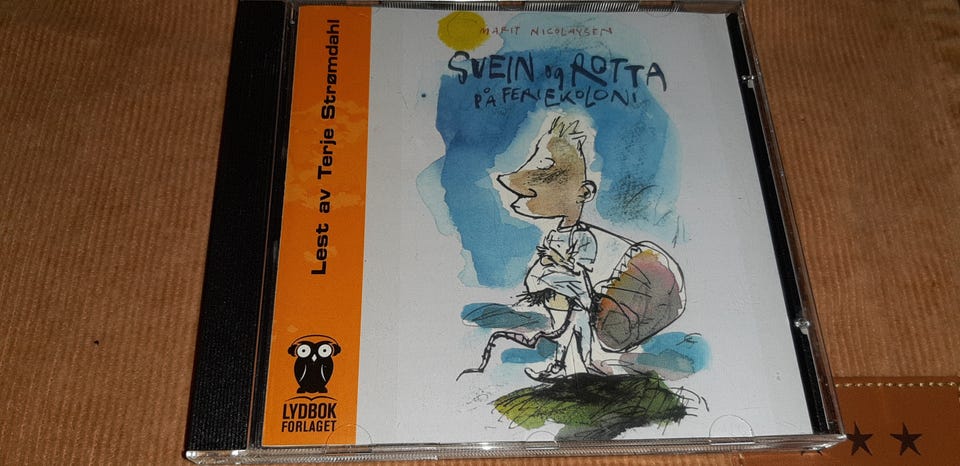 MARIT NICOLAYSEN
SVEIN og ROTTA
PÅ FERIEKOLONI
Lest av Terje Strømdahl
LYDBOK
FORLAGET